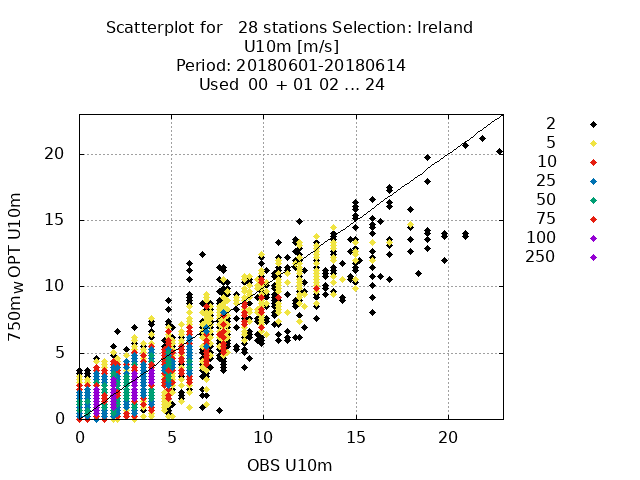 Scatterplot for 28 stations Selection: Ireland
U10m [m/s]
Period: 20180601-20180614
Used 00 + 01 02 ... 24
2
5
10
25
50
75
100
250
750mw OPT U10m
20
15
10
5
0
0 5 10 15 20
OBS U10m